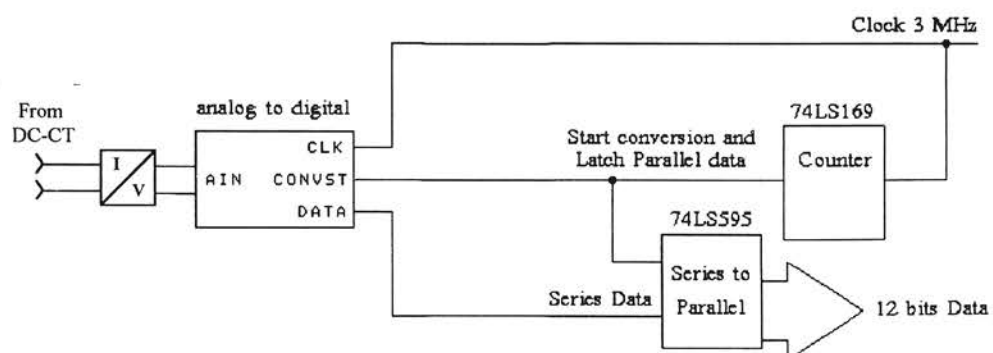 Clock 3 MHz
From
DC-CT
analog to digital
74LS169
I
V
AIN
CLK
CONVST
DATA
Start conversion and
Latch Parallel data
Counter
74LS595
Series to
Parallel
Series Data
12 bits Data